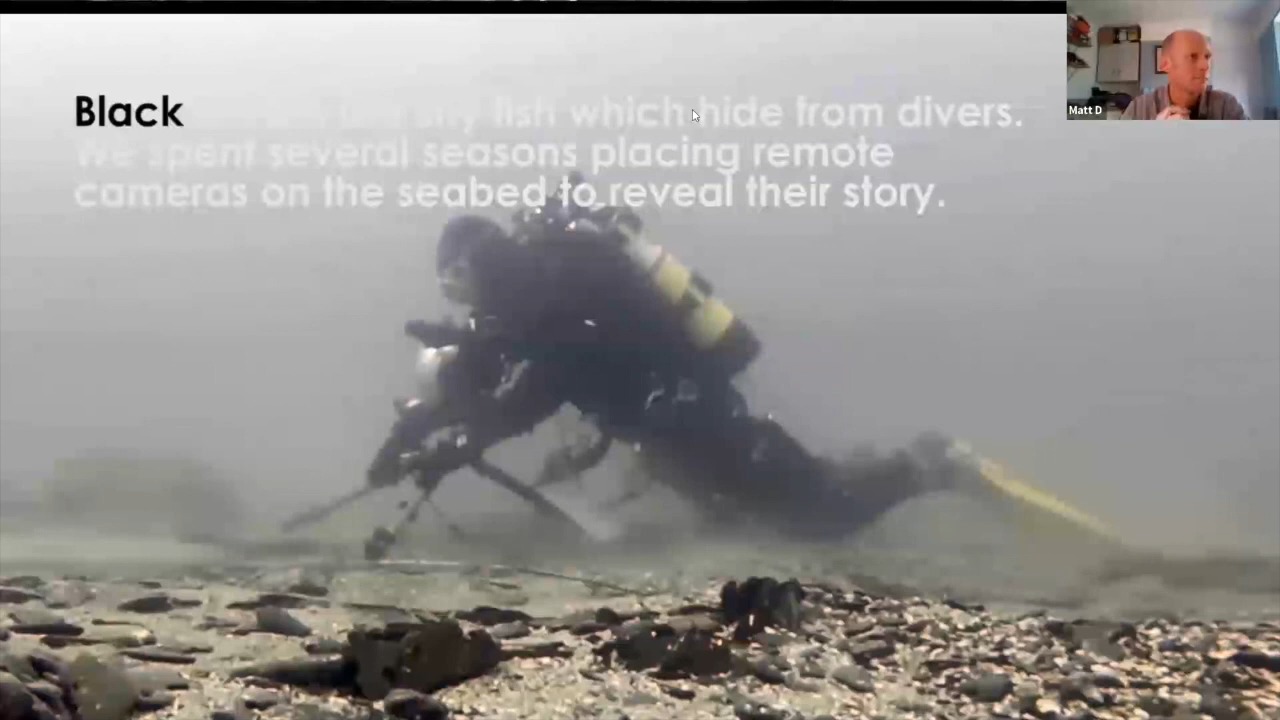 Black fish which hide from divers.
We spent several seasons placing remote
cameras on the seabed to reveal their story.
Matt D